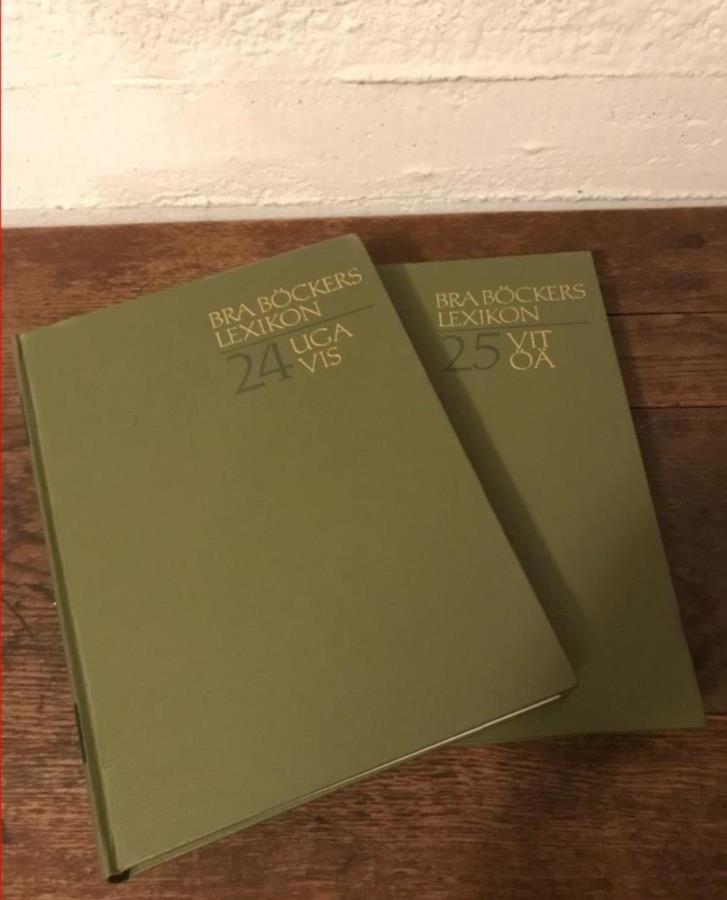 BRA BÖCKERS
LEXIKON
24 UGA
VIS
BRA BÖCKERS
LEXIKON
25 VIT
ÖÄ